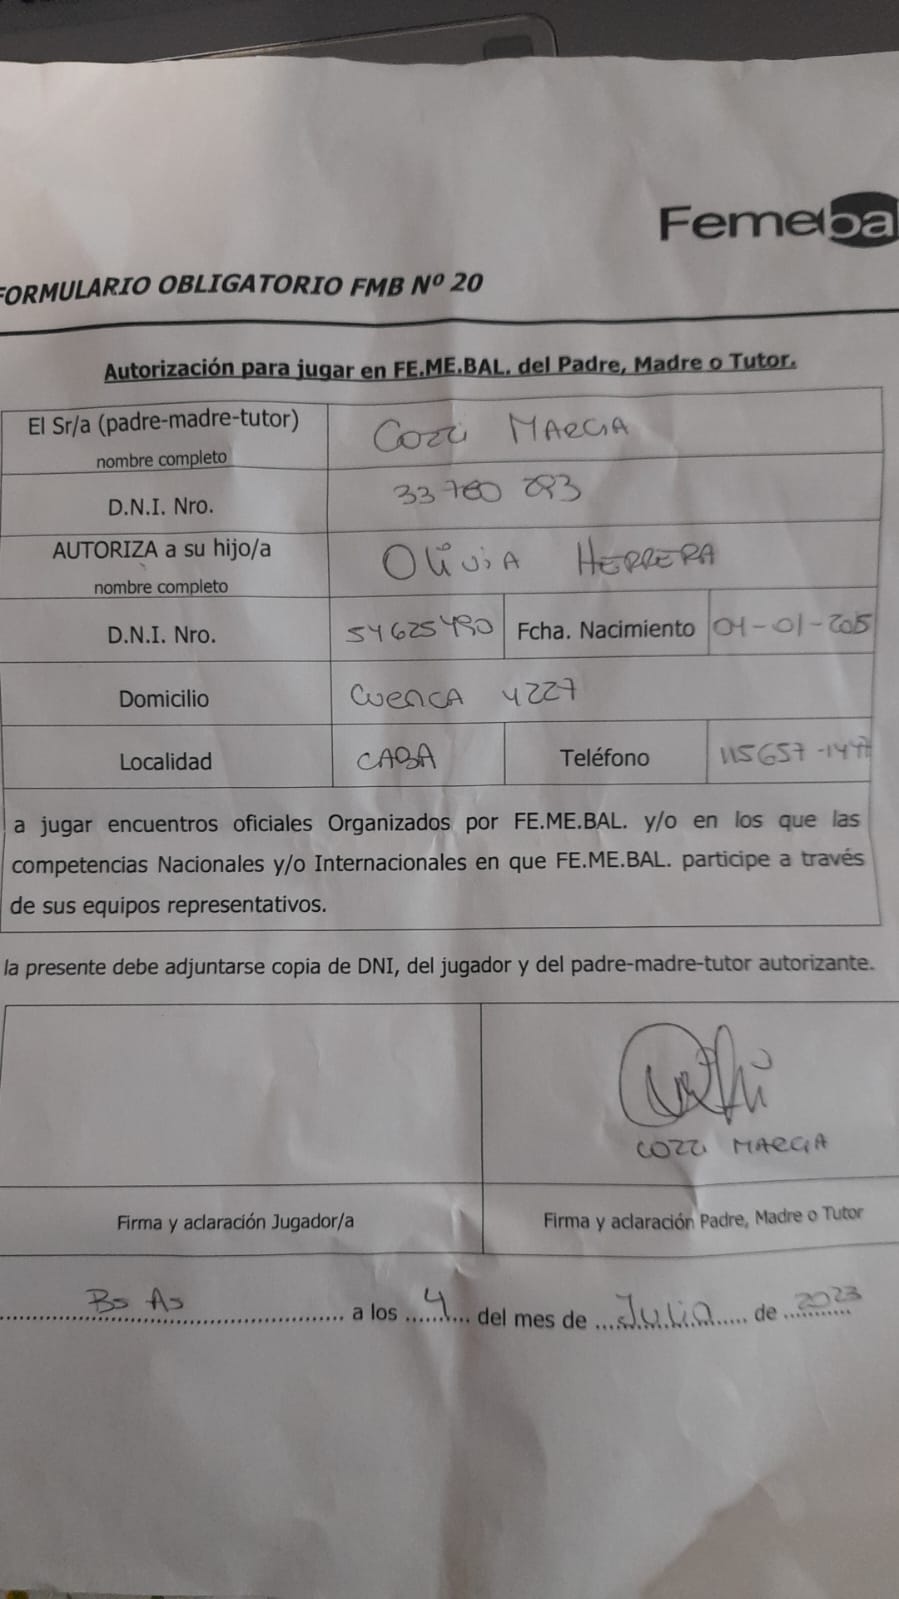 Femebal
FORMULARIO OBLIGATORIO FMB Nº 20
Autorización para jugar en FE.ME.BAL. del Padre, Madre o Tutor.
El Sr/a (padre-madre-tutor) Cozzi MARCIA
nombre completo
D.N.I. Nro. 33 780 293
AUTORIZA a su hijo/a OliviA HERRERA
nombre completo
D.N.I. Nro. 54625490 Fcha. Nacimiento 04-01-2015
Domicilio CUENCA 4227
Localidad CABA Teléfono 115657-1447
a jugar encuentros oficiales Organizados por FE.ME.BAL. y/o en los que las
competencias Nacionales y/o Internacionales en que FE.ME.BAL. participe a través
de sus equipos representativos.
la presente debe adjuntarse copia de DNI, del jugador y del padre-madre-tutor autorizante.
COZZI MARCIA
Firma y aclaración Jugador/a Firma y aclaración Padre, Madre o Tutor
Bs As a los 4 del mes de Julio de 2023